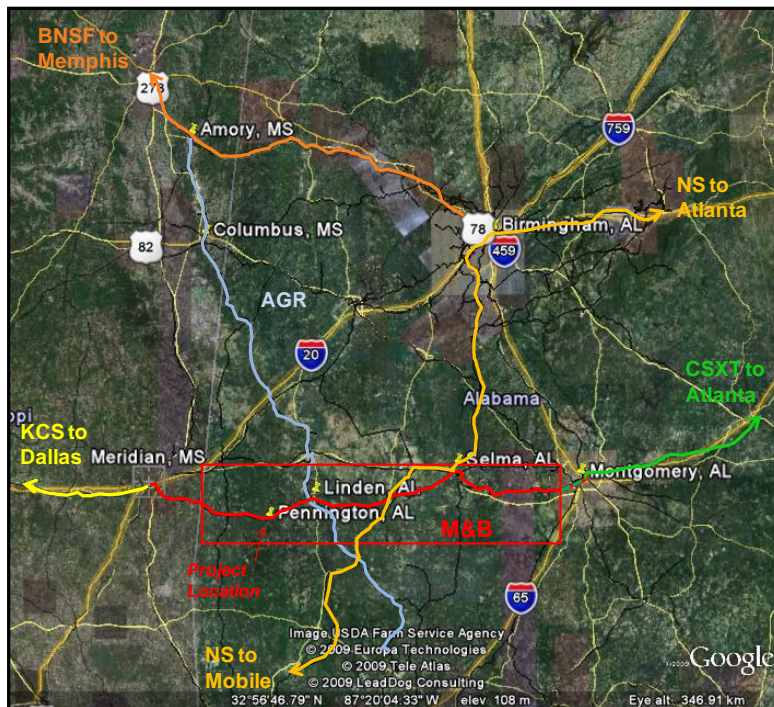 BNSF to
Memphis
278
Amory, MS
759
NS to
Atlanta
Columbus, MS
78
Birmingham, AL
82
459
AGR
20
CSXT to
Atlanta
Alabama
KCS to
Dallas
Meridian, MS
Selma, AL
Montgomery, AL
Linden, Al
Pennington, AL
M&B
Project
Location
65
NS to
Mobile
Image USDA Farm Service Agency
© 2009 Europa Technologies
© 2009 Tele Atlas
© 2009 LeadDog Consulting
©2009 Google
32°56'46.79" N 87°20'04.33" W elev 108 m Eye alt 346.91 km